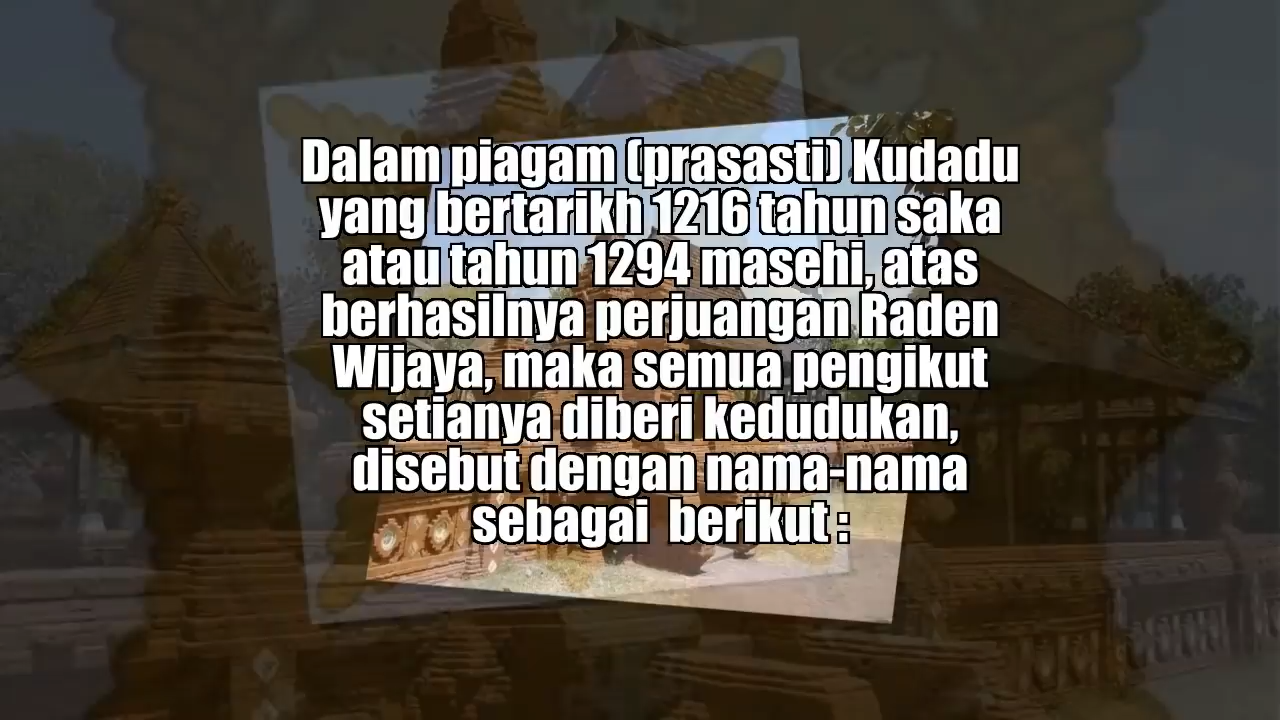 Dalam piagam (prasasti) Kudadu
yang bertarikh 1216 tahun saka
atau tahun 1294 masehi, atas
berhasilnya perjuangan Raden
Wijaya, maka semua pengikut
setianya diberi kedudukan,
disebut dengan nama-nama
sebagai  berikut :